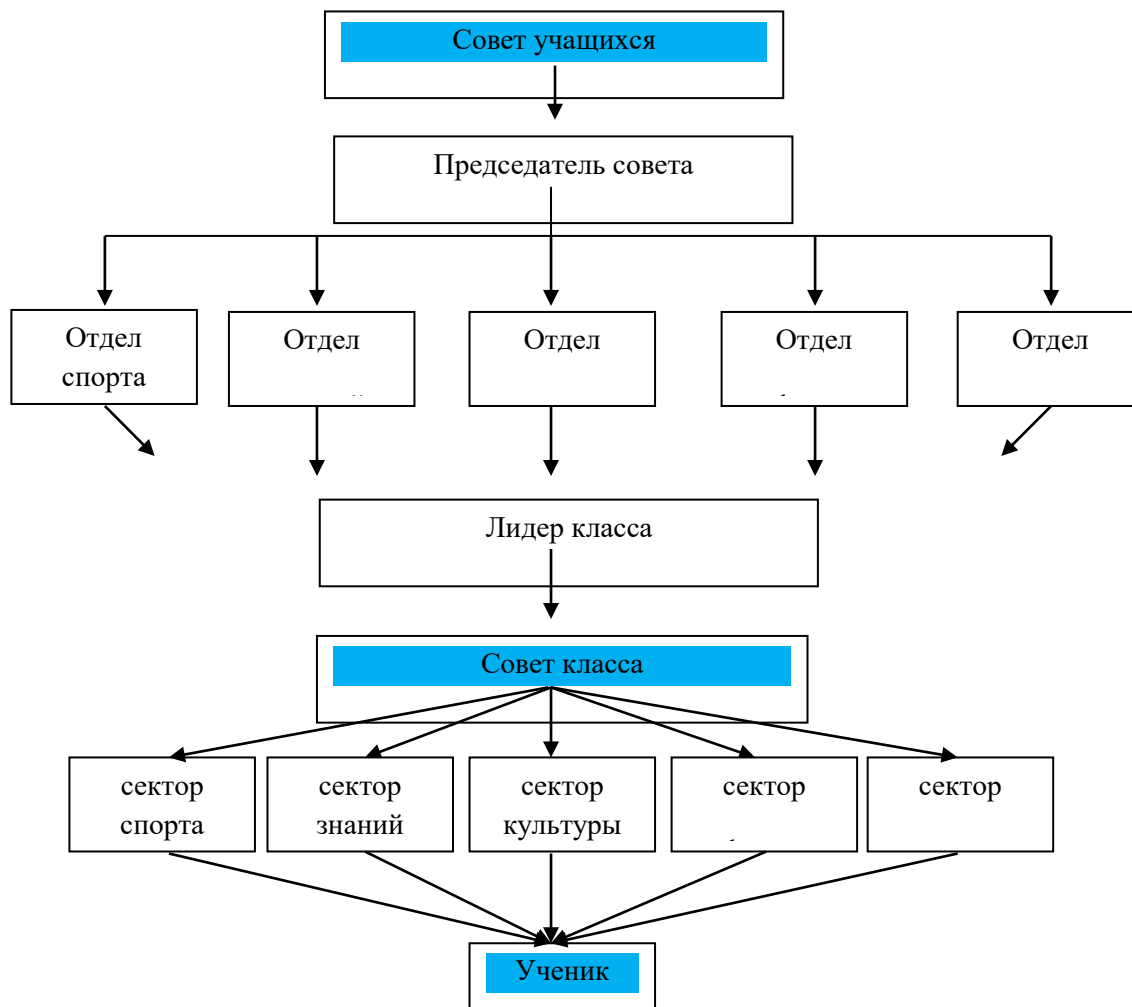 Совет учащихся
Председатель совета
Отдел
спорта
Отдел
Отдел
Отдел
Отдел
Лидер класса
Совет класса
сектор
спорта
сектор
знаний
сектор
культуры
сектор
сектор
Ученик